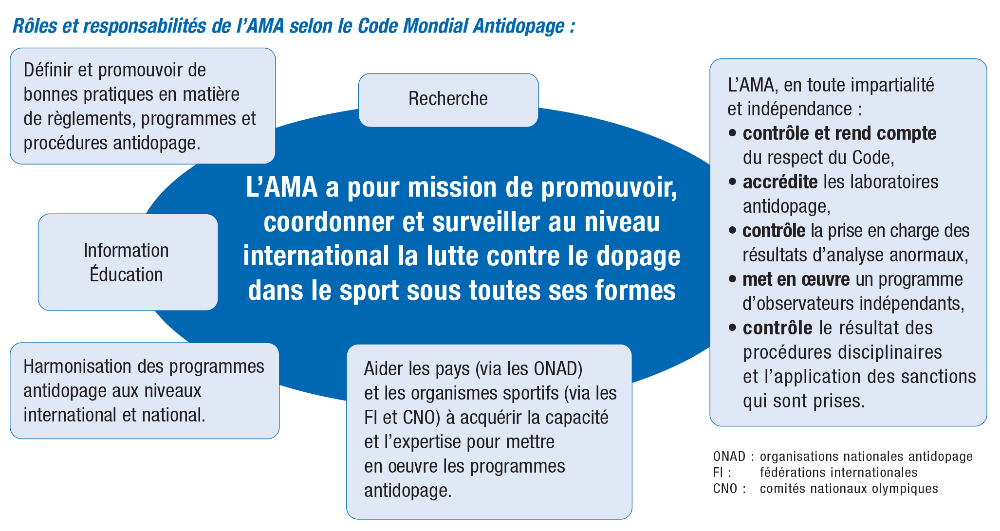 Rôles et responsabilités de l’AMA selon le Code Mondial Antidopage :
Définir et promouvoir de
bonnes pratiques en matière
de règlements, programmes et
procédures antidopage.
Recherche
L’AMA, en toute impartialité
et indépendance :
• contrôle et rend compte
du respect du Code,
• accrédite les laboratoires
antidopage,
• contrôle la prise en charge des
résultats d’analyse anormaux,
• met en œuvre un programme
d’observateurs indépendants,
• contrôle le résultat des
procédures disciplinaires
et l’application des sanctions
qui sont prises.
L’AMA a pour mission de promouvoir,
coordonner et surveiller au niveau
international la lutte contre le dopage
dans le sport sous toutes ses formes
Information
Éducation
Harmonisation des programmes
antidopage aux niveaux
international et national.
Aider les pays (via les ONAD)
et les organismes sportifs (via les
FI et CNO) à acquérir la capacité
et l’expertise pour mettre
en oeuvre les programmes
antidopage.
ONAD : organisations nationales antidopage
FI : fédérations internationales
CNO : comités nationaux olympiques